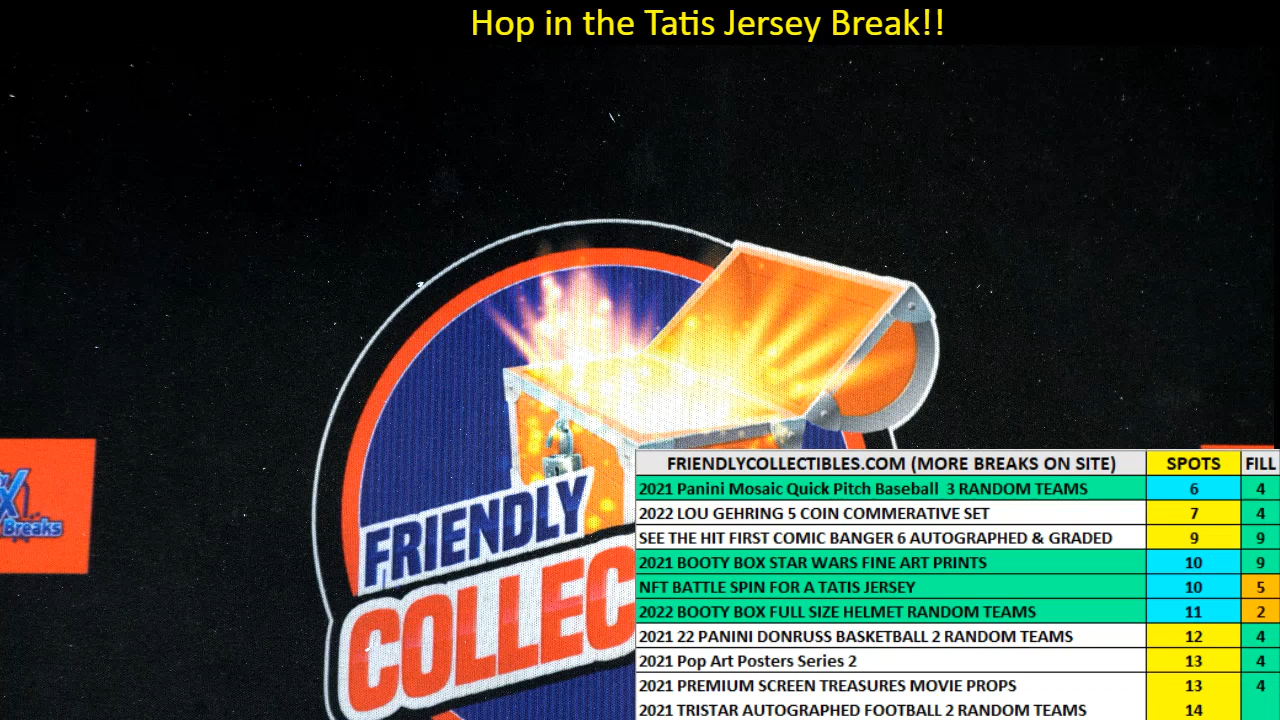 Hop in the Tatis Jersey Break!!
X
Breaks
FRIENDLY
COLLEC
FRIENDLYCOLLECTIBLES.COM (MORE BREAKS ON SITE) SPOTS FILL
2021 Panini Mosaic Quick Pitch Baseball 3 RANDOM TEAMS 6 4
2022 LOU GEHRING 5 COIN COMMERATIVE SET 7 4
SEE THE HIT FIRST COMIC BANGER 6 AUTOGRAPHED & GRADED 9 9
2021 BOOTY BOX STAR WARS FINE ART PRINTS 10 9
NFT BATTLE SPIN FOR A TATIS JERSEY 10 5
2022 BOOTY BOX FULL SIZE HELMET RANDOM TEAMS 11 2
2021 22 PANINI DONRUSS BASKETBALL 2 RANDOM TEAMS 12 4
2021 Pop Art Posters Series 2 13 4
2021 PREMIUM SCREEN TREASURES MOVIE PROPS 13 4
2021 TRISTAR AUTOGRAPHED FOOTBALL 2 RANDOM TEAMS 14